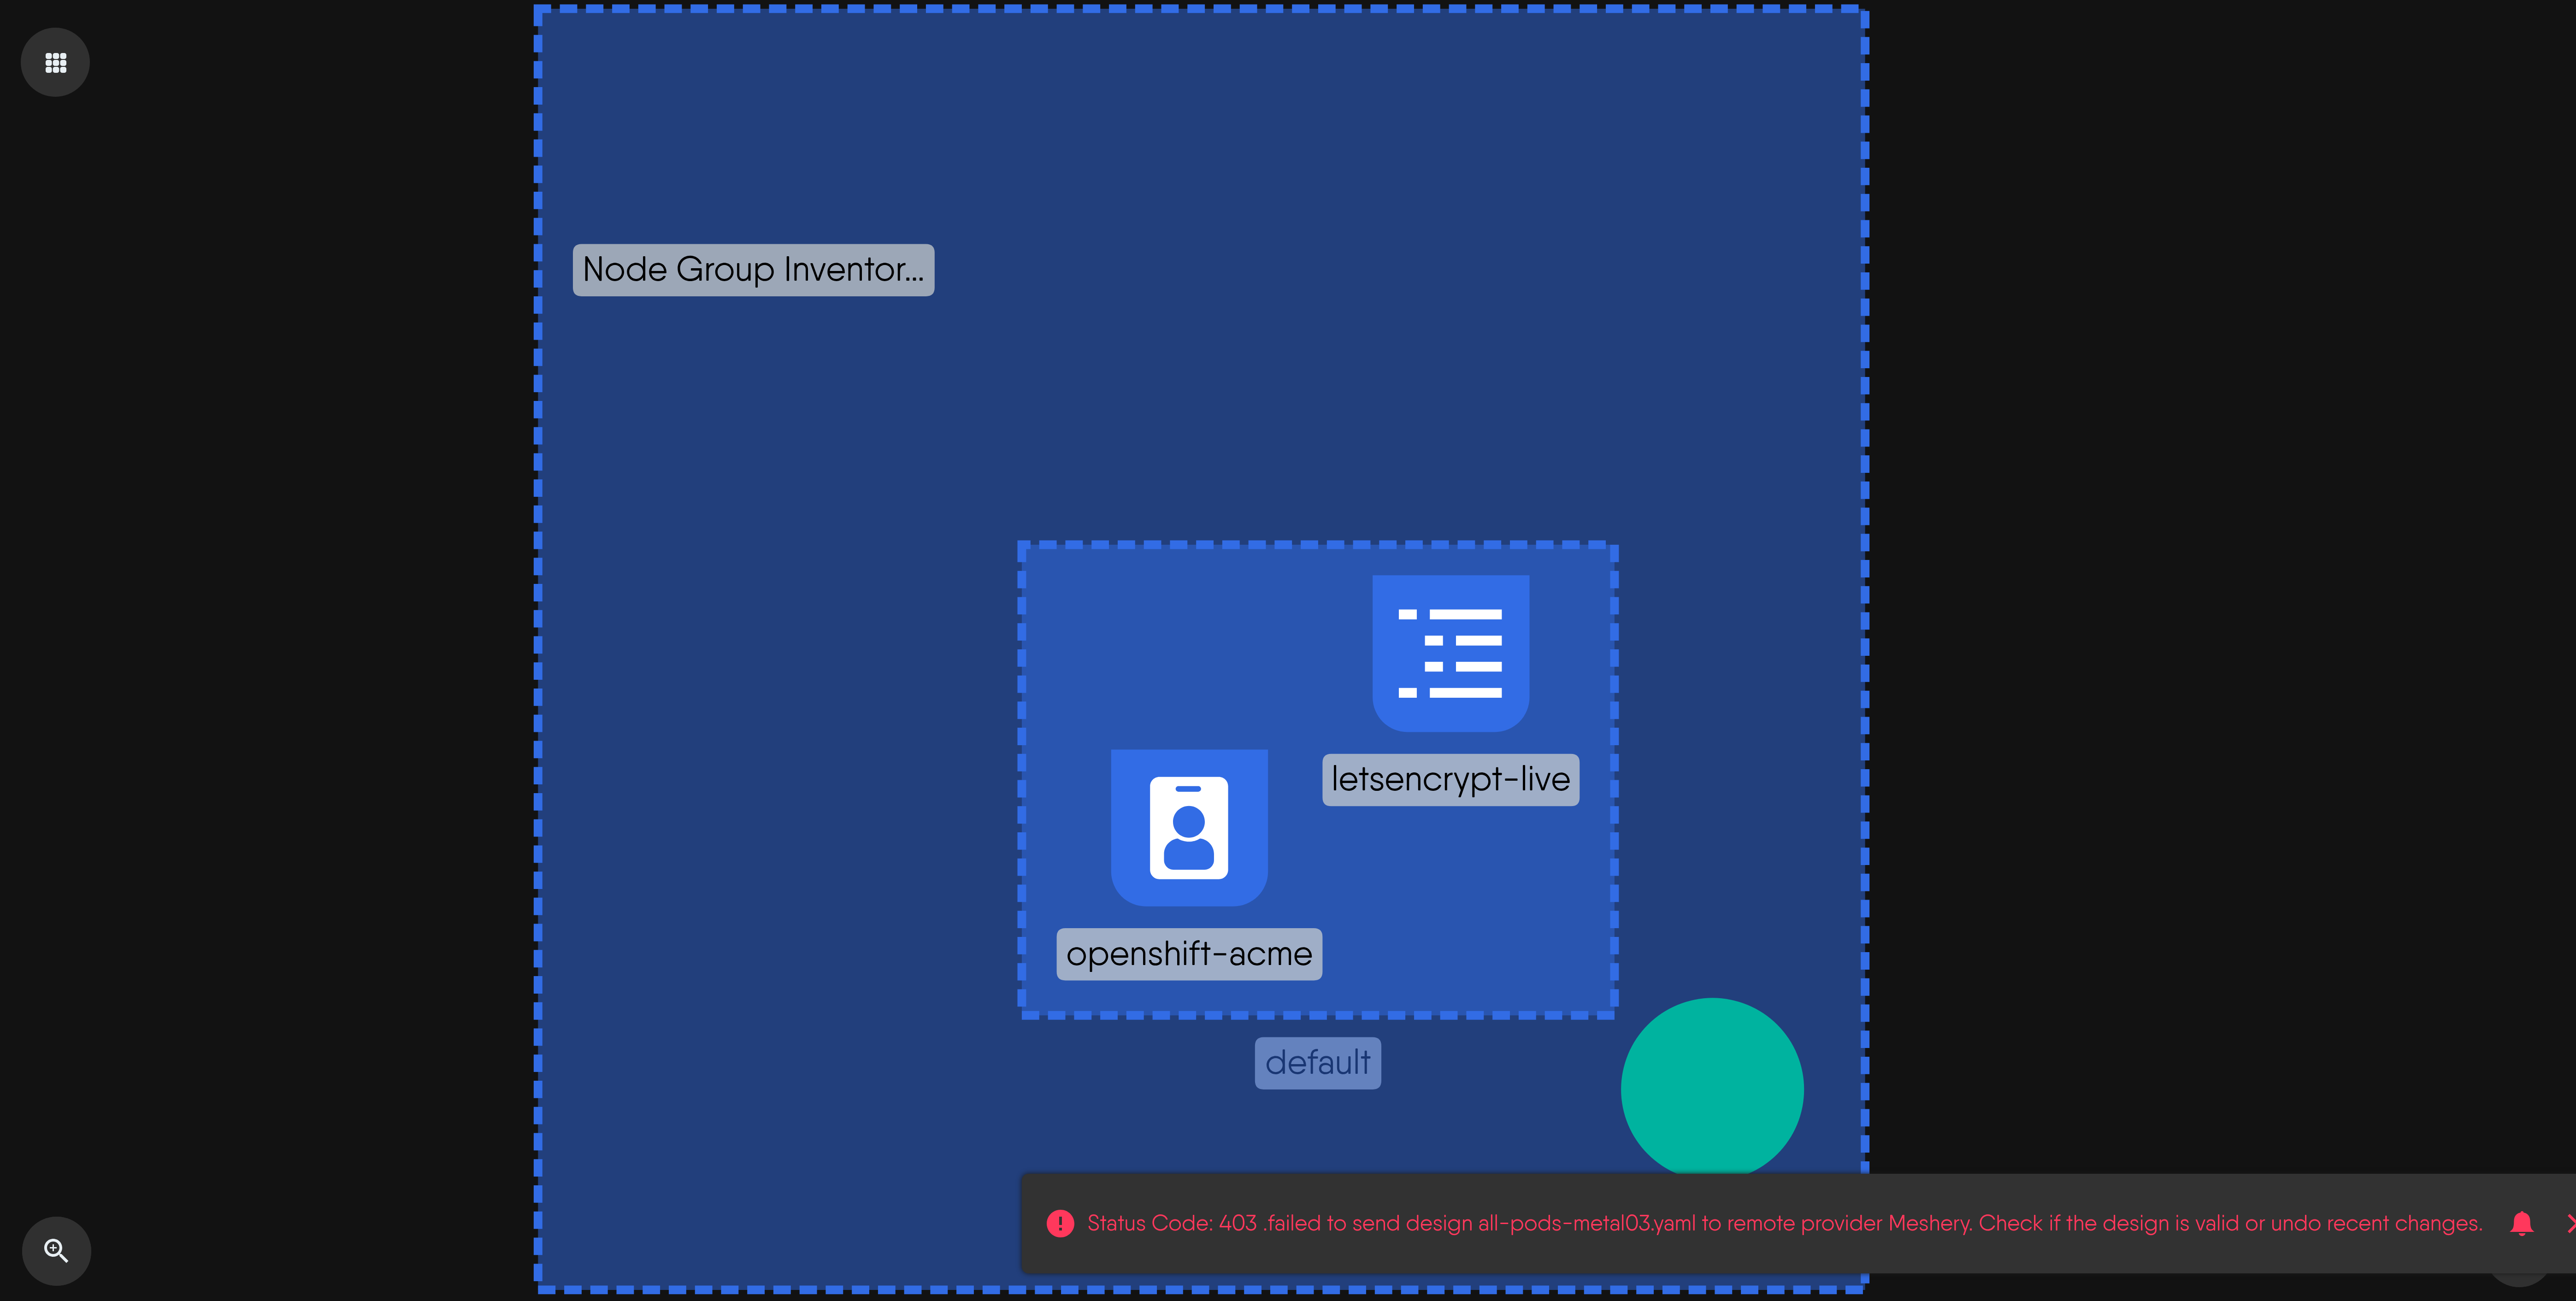 Node Group Inventor...
letsencrypt-live
openshift-acme
default
Status Code: 403 .failed to send design all-pods-metal03.yaml to remote provider Meshery. Check if the design is valid or undo recent changes.